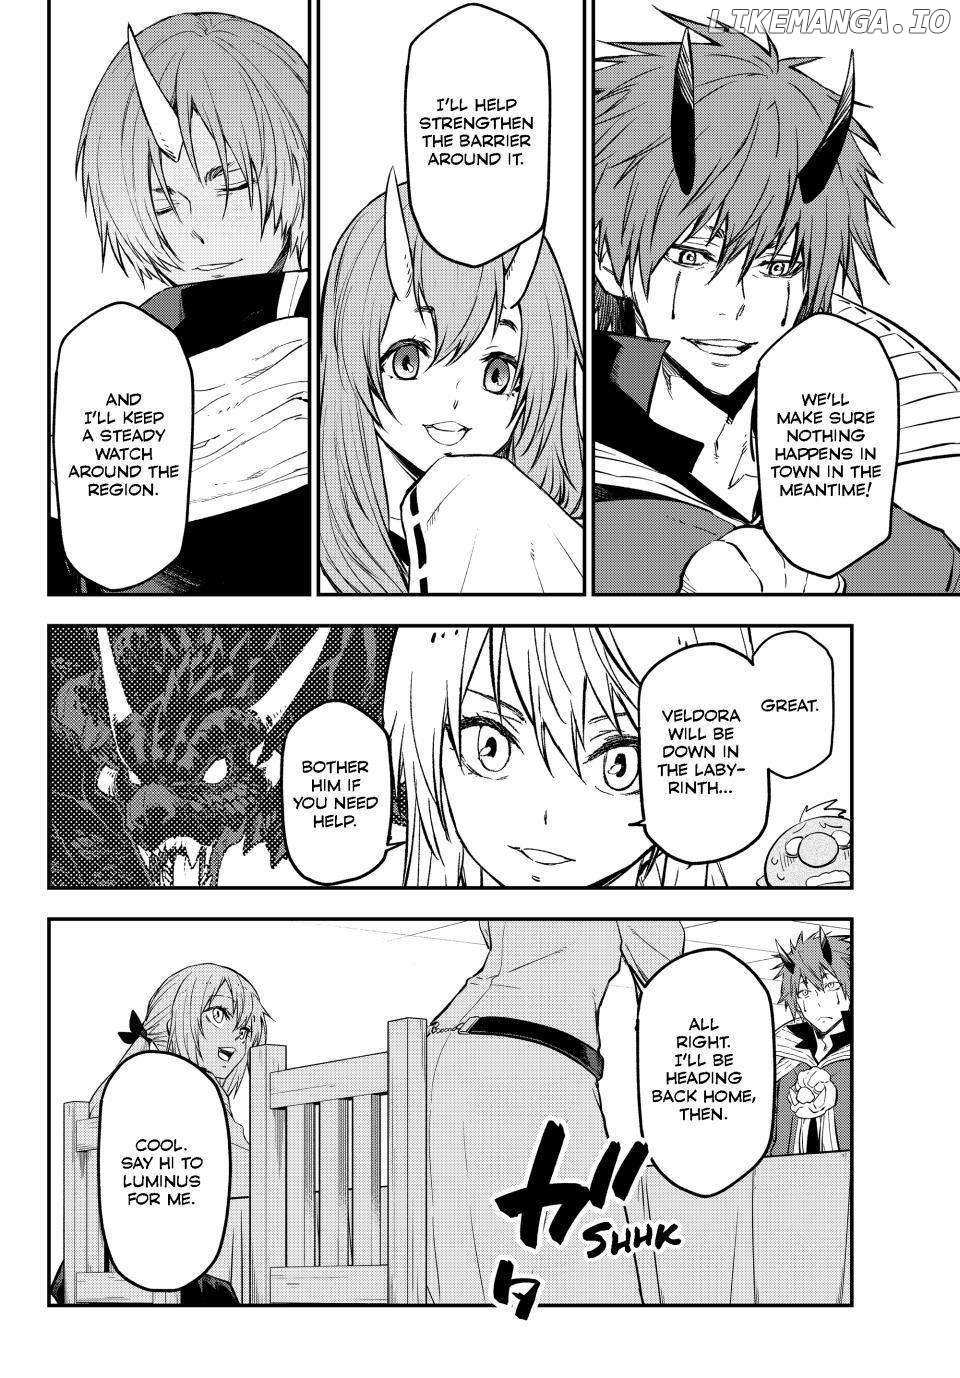 LIKEMANGA.IO
WE'LL
MAKE SURE
NOTHING
HAPPENS IN
TOWN IN THE
MEANTIME!
I'LL HELP
STRENGTHEN
THE BARRIER
AROUND IT.
AND
I'LL KEEP
A STEADY
WATCH
AROUND THE
REGION.
GREAT.
VELDORA
WILL BE
DOWN IN
THE LABY-
RINTH...
BOTHER
HIM IF
YOU NEED
HELP.
ALL
RIGHT.
I'LL BE
HEADING
BACK HOME,
THEN.
ガタ
SHHK
COOL.
SAY HI TO
LUMINUS
FOR ME.